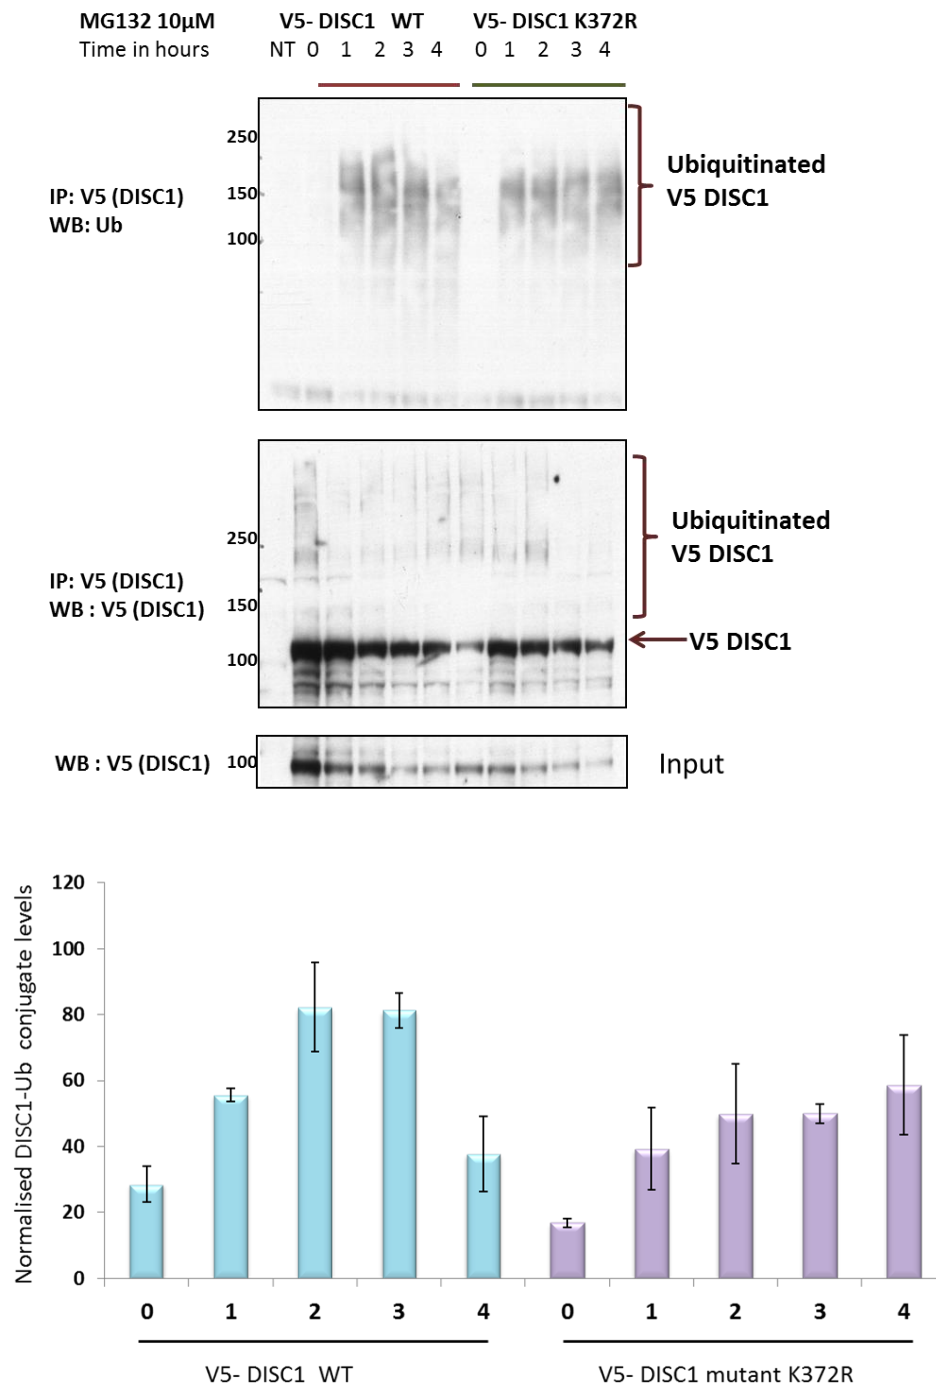 MG132 10µM V5- DISC1 WT V5- DISC1 K372R
Time in hours NT 0 1 2 3 4 0 1 2 3 4
250
150
100
IP: V5 (DISC1)
WB: Ub
Ubiquitinated
V5 DISC1
250
150
100
IP: V5 (DISC1)
WB : V5 (DISC1)
Ubiquitinated
V5 DISC1
V5 DISC1
WB : V5 (DISC1) 100 Input
Normalised DISC1-Ub conjugate levels
120
100
80
60
40
20
0
0 1 2 3 4 0 1 2 3 4
V5- DISC1 WT V5- DISC1 mutant K372R